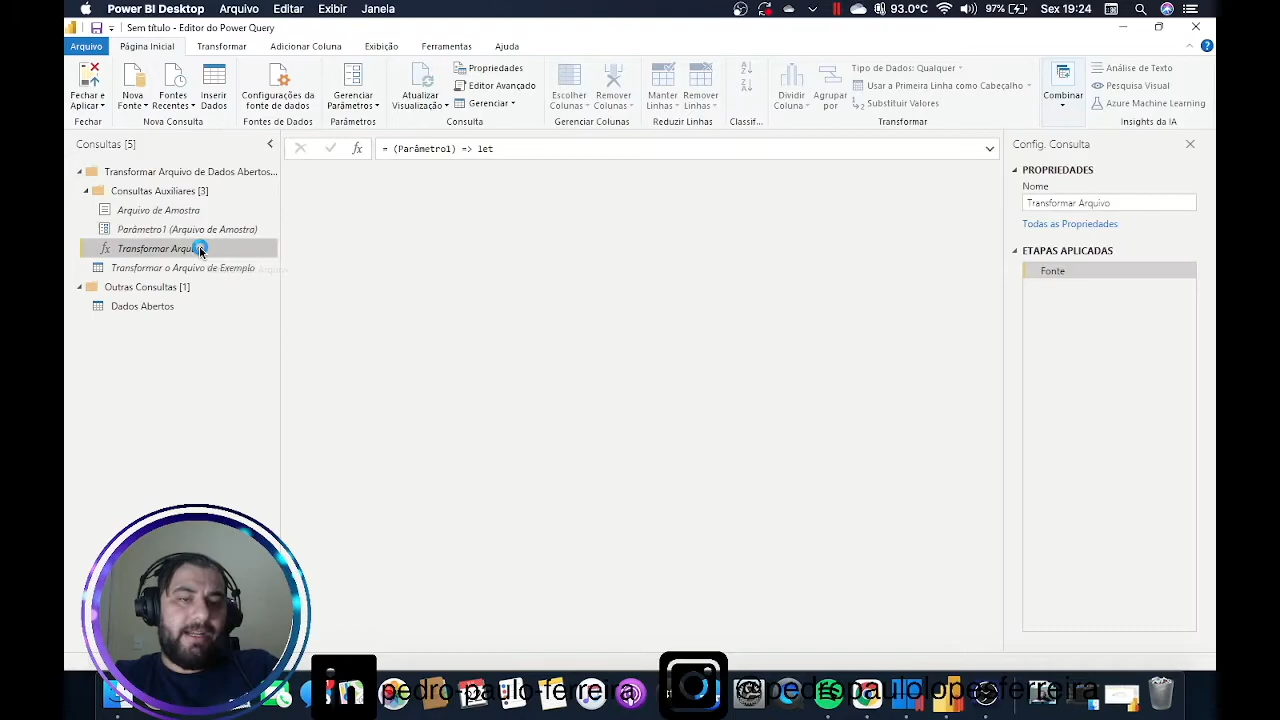 Power BI Desktop Arquivo Editar Exibir Janela 93.0°C 97% Sex 19:24
Sem título - Editor do Power Query
Arquivo Página Inicial Transformar Adicionar Coluna Exibição Ferramentas Ajuda
Fechar e Aplicar
Nova Fonte
Fontes Recentes
Inserir Dados
Configurações da fonte de dados
Gerenciar Parâmetros
Atualizar Visualização
Propriedades
Editor Avançado
Gerenciar
Escolher Colunas
Remover Colunas
Manter Linhas
Remover Linhas
Dividir Coluna
Agrupar por
Tipo de Dados: Qualquer
Usar a Primeira Linha como Cabeçalho
Substituir Valores
Combinar
Análise de Texto
Pesquisa Visual
Azure Machine Learning
Fechar Nova Consulta Fontes de Dados Parâmetros Consulta Gerenciar Colunas Reduzir Linhas Classif... Transformar Insights da IA
Consultas [5]
fx = (Parâmetro1) => let
Config. Consulta
Transformar Arquivo de Dados Abertos...
Consultas Auxiliares [3]
Arquivo de Amostra
Parâmetro1 (Arquivo de Amostra)
fx Transformar Arqu
Transformar o Arquivo de Exemplo
Outras Consultas [1]
Dados Abertos
PROPRIEDADES
Nome
Transformar Arquivo
Todas as Propriedades
ETAPAS APLICADAS
Fonte
in pedro-paulo-ferreira
@pedropaulolopesferreira